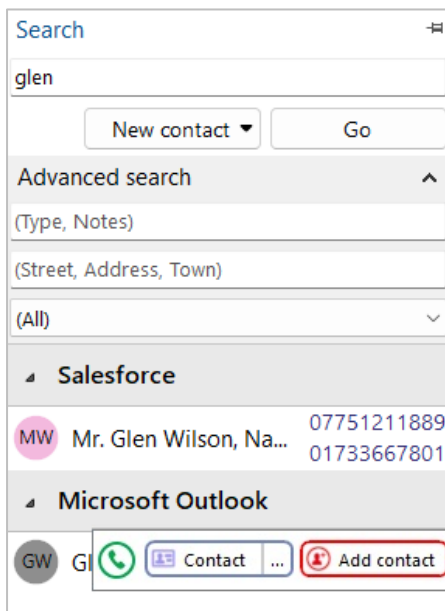 Search
glen
New contact
Go
Advanced search
(Type, Notes)
(Street, Address, Town)
(All)
Salesforce
MW Mr. Glen Wilson, Na... 07751211889
01733667801
Microsoft Outlook
GW Gl Contact ... Add contact